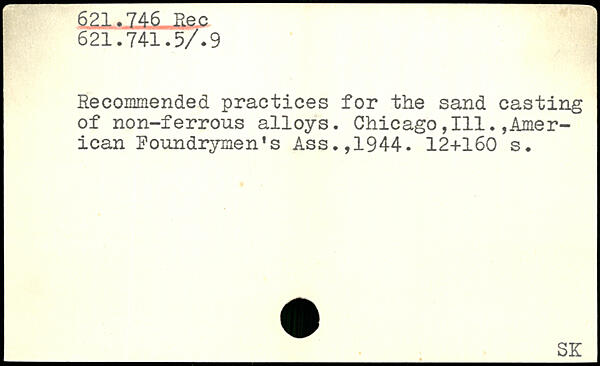 621.746 Rec
621.741.5/.9
Recommended practices for the sand casting
of non-ferrous alloys. Chicago,Ill.,Amer-
ican Foundrymen's Ass.,1944. 12+160 s.
SK